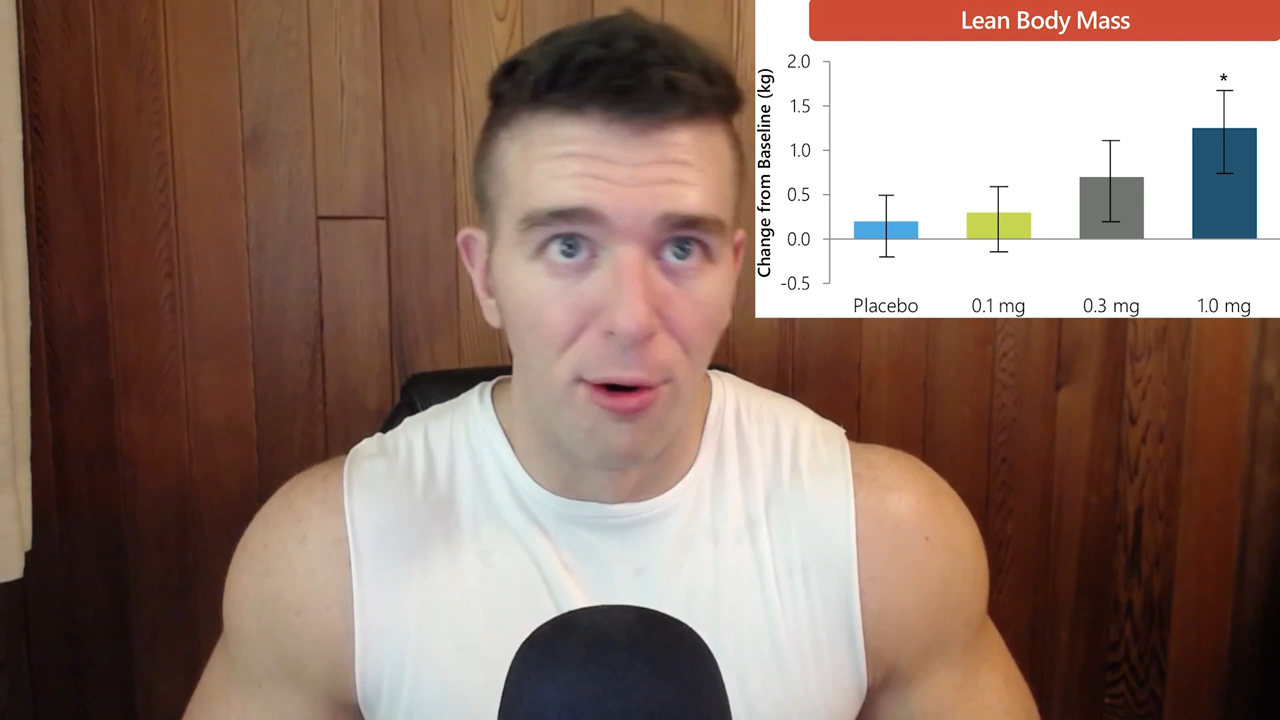 Lean Body Mass
Change from Baseline (kg)
2.0
*
1.5
1.0
0.5
0.0
-0.5
Placebo 0.1 mg 0.3 mg 1.0 mg